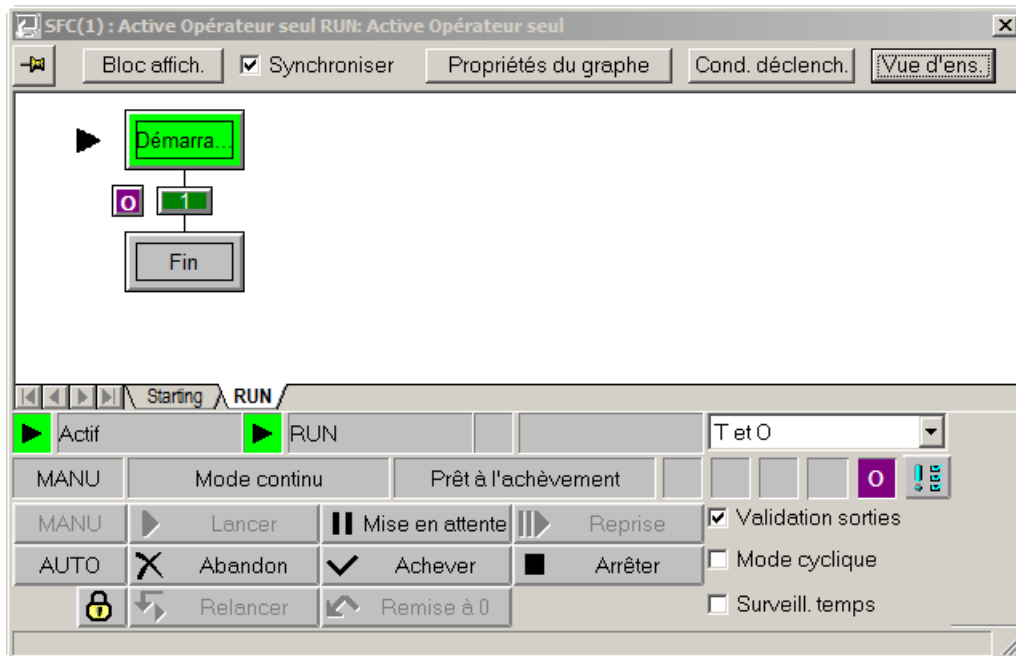 SFC(1) : Active Opérateur seul RUN: Active Opérateur seul
Bloc affich. Synchroniser Propriétés du graphe Cond. déclench. Vue d'ens.
Démarra...
O 1
Fin
Starting RUN
Actif RUN T et O
MANU Mode continu Prêt à l'achèvement O
MANU Lancer Mise en attente Reprise Validation sorties
AUTO Abandon Achever Arrêter Mode cyclique
Relancer Remise à 0 Surveill. temps